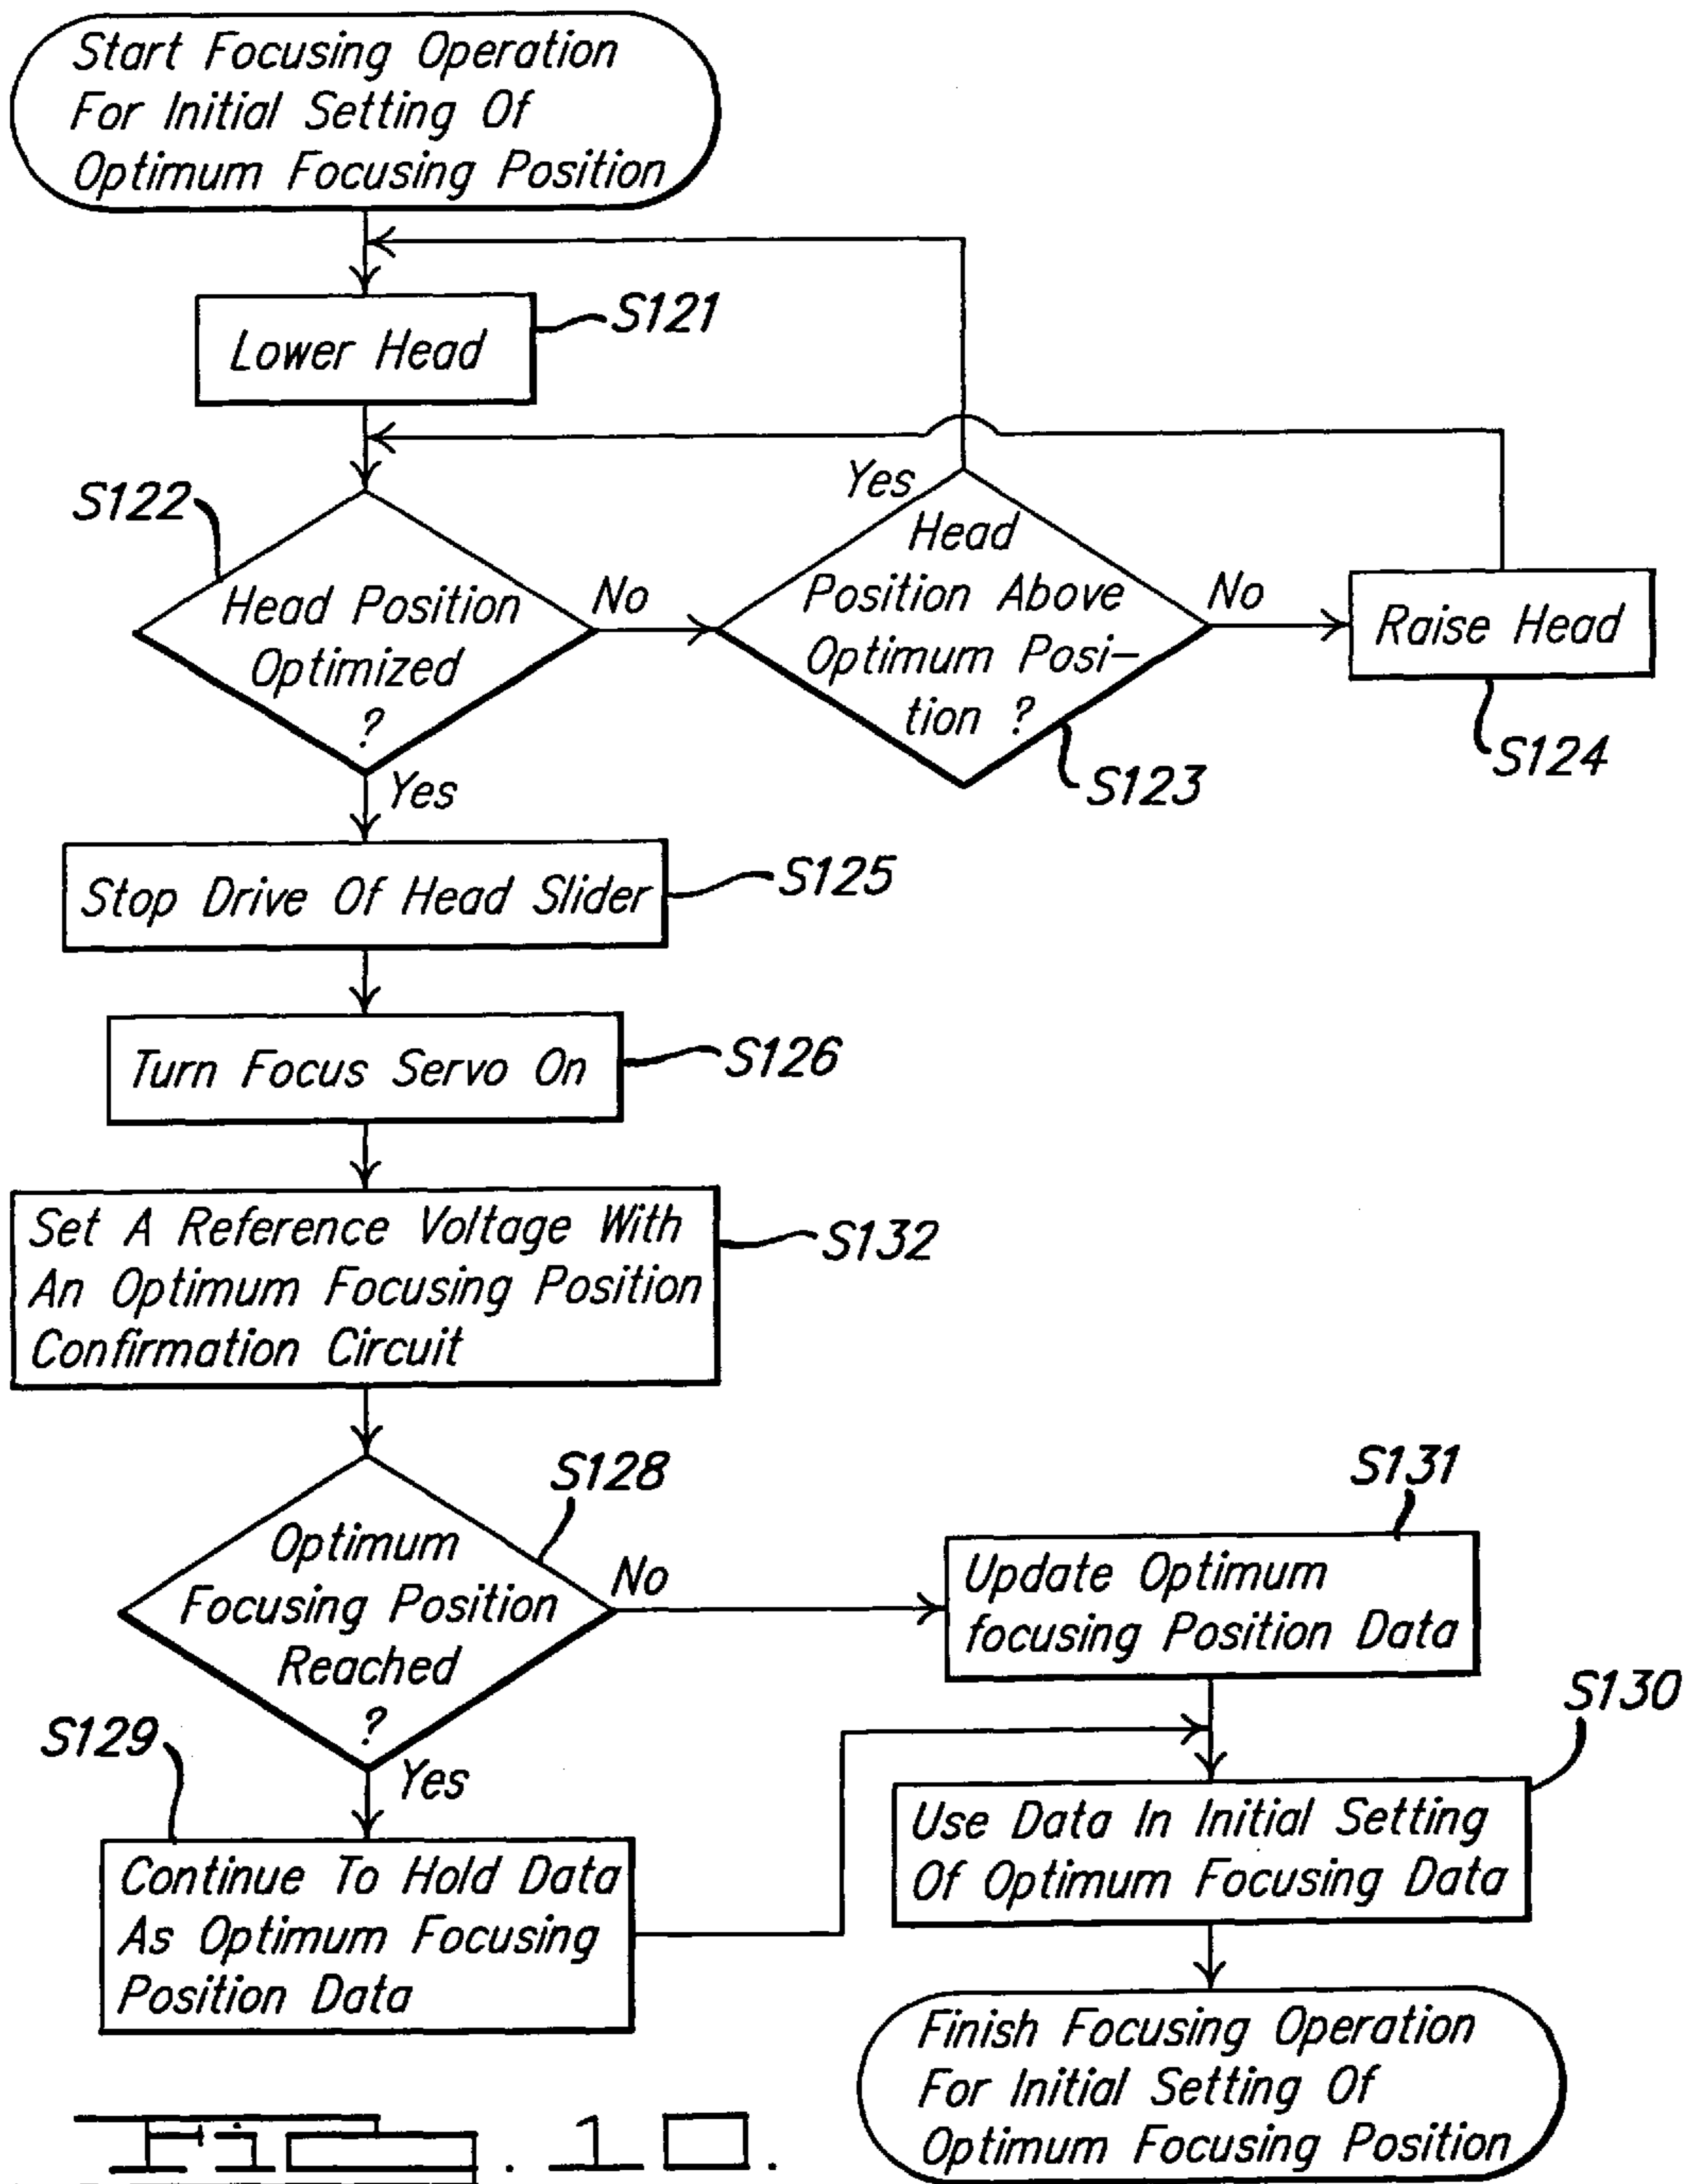 Start Focusing Operation
For Initial Setting Of
Optimum Focusing Position
S121
Lower Head
S122
Head Position
Optimized
?
No
Yes
Yes
Head
Position Above
Optimum Posi-
tion ?
S123
No
Raise Head
S124
Stop Drive Of Head Slider
S125
Turn Focus Servo On
S126
Set A Reference Voltage With
An Optimum Focusing Position
Confirmation Circuit
S132
S128
Optimum
Focusing Position
Reached
?
No
Yes
S131
Update Optimum
focusing Position Data
S129
Continue To Hold Data
As Optimum Focusing
Position Data
S130
Use Data In Initial Setting
Of Optimum Focusing Data
Finish Focusing Operation
For Initial Setting Of
Optimum Focusing Position